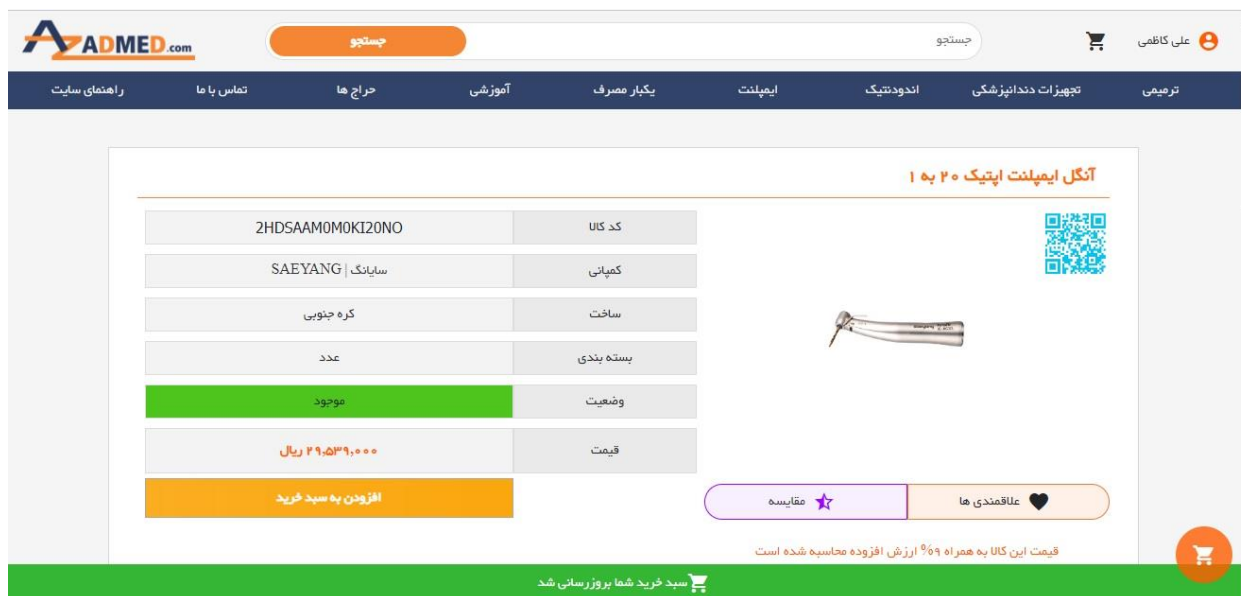 علی کاظمی
جستجو
جستجو
AZADMED.com
ترمیمی
تجهیزات دندانپزشکی
اندودنتیک
ایمپلنت
یکبار مصرف
آموزشی
حراج ها
تماس با ما
راهنمای سایت
آنگل ایمپلنت اپتیک ۲۰ به ۱
کد کالا
2HDSAAM0M0KI20NO
کمپانی
سایانگ | SAEYANG
ساخت
کره جنوبی
بسته بندی
عدد
وضعیت
موجود
قیمت
۲۹,۵۳۹,۰۰۰ ریال
افزودن به سبد خرید
علاقمندی ها
مقایسه
قیمت این کالا به همراه ۹% ارزش افزوده محاسبه شده است
سبد خرید شما بروزرسانی شد